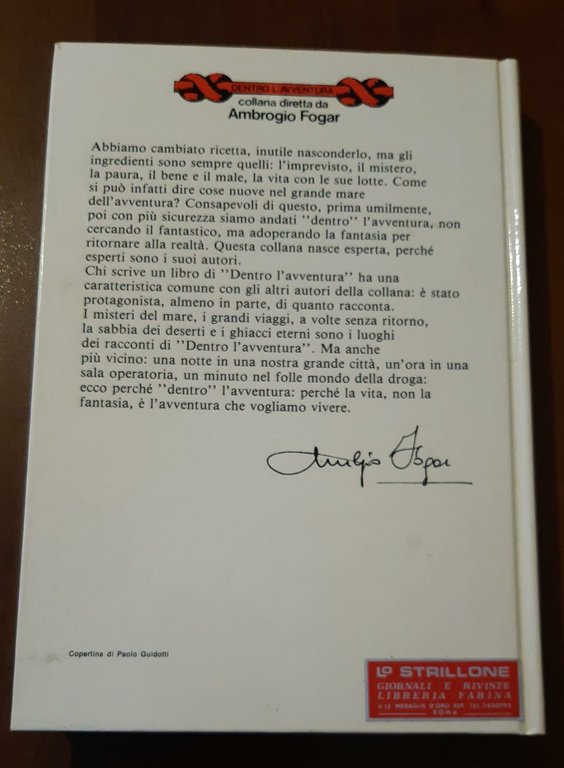 DENTRO L'AVVENTURA
collana diretta da
Ambrogio Fogar
Abbiamo cambiato ricetta, inutile nasconderlo, ma gli
ingredienti sono sempre quelli: l'imprevisto, il mistero,
la paura, il bene e il male, la vita con le sue lotte. Come
si può infatti dire cose nuove nel grande mare
dell'avventura? Consapevoli di questo, prima umilmente,
poi con più sicurezza siamo andati "dentro" l'avventura, non
cercando il fantastico, ma adoperando la fantasia per
ritornare alla realtà. Questa collana nasce esperta, perché
esperti sono i suoi autori.
Chi scrive un libro di "Dentro l'avventura" ha una
caratteristica comune con gli altri autori della collana: è stato
protagonista, almeno in parte, di quanto racconta.
I misteri del mare, i grandi viaggi, a volte senza ritorno,
la sabbia dei deserti e i ghiacci eterni sono i luoghi
dei racconti di "Dentro l'avventura". Ma anche
più vicino: una notte in una nostra grande città, un'ora in una
sala operatoria, un minuto nel folle mondo della droga:
ecco perché "dentro" l'avventura: perché la vita, non la
fantasia, è l'avventura che vogliamo vivere.
Fogar
Copertina di Paolo Guidotti
LO STRILLONE
GIORNALI E RIVISTE
LIBRERIA FARINA
V.LE MEDAGLIE D'ORO 429 TEL.
ROMA